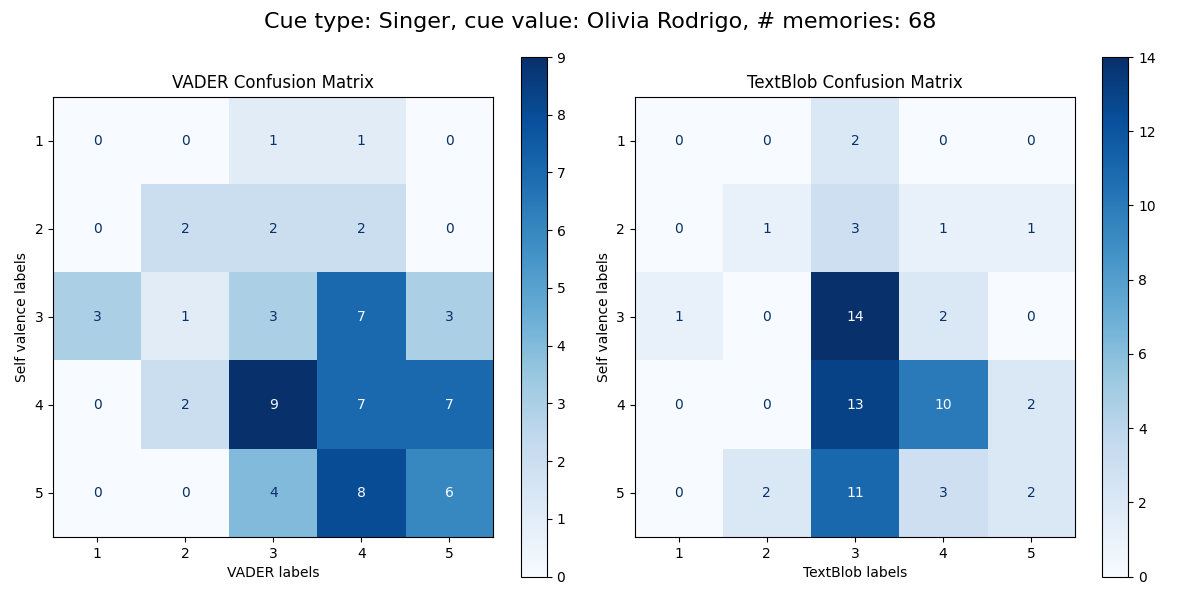 Cue type: Singer, cue value: Olivia Rodrigo, # memories: 68
VADER Confusion Matrix
Self valence labels
1 0 0 1 1 0
2 0 2 2 2 0
3 3 1 3 7 3
4 0 2 9 7 7
5 0 0 4 8 6
1 2 3 4 5
VADER labels
9
8
7
6
5
4
3
2
1
0
TextBlob Confusion Matrix
Self valence labels
1 0 0 2 0 0
2 0 1 3 1 1
3 1 0 14 2 0
4 0 0 13 10 2
5 0 2 11 3 2
1 2 3 4 5
TextBlob labels
14
12
10
8
6
4
2
0